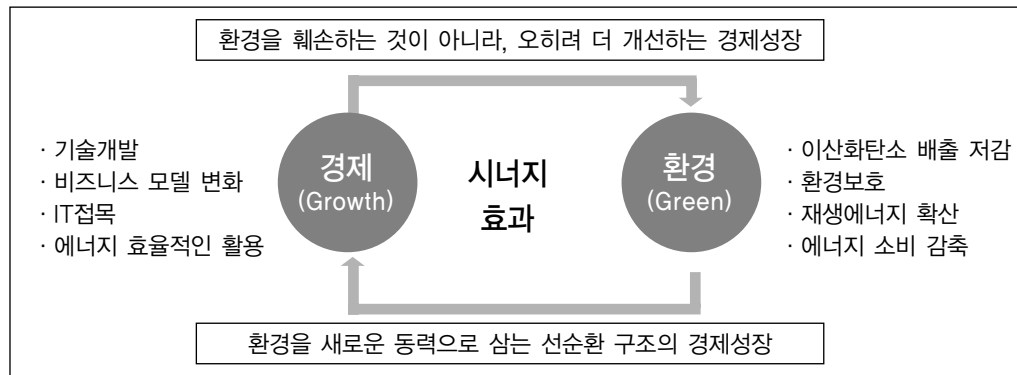 환경을 훼손하는 것이 아니라, 오히려 더 개선하는 경제성장
· 기술개발
· 비즈니스 모델 변화
· IT접목
· 에너지 효율적인 활용
경제
(Growth)
시너지
효과
환경
(Green)
· 이산화탄소 배출 저감
· 환경보호
· 재생에너지 확산
· 에너지 소비 감축
환경을 새로운 동력으로 삼는 선순환 구조의 경제성장